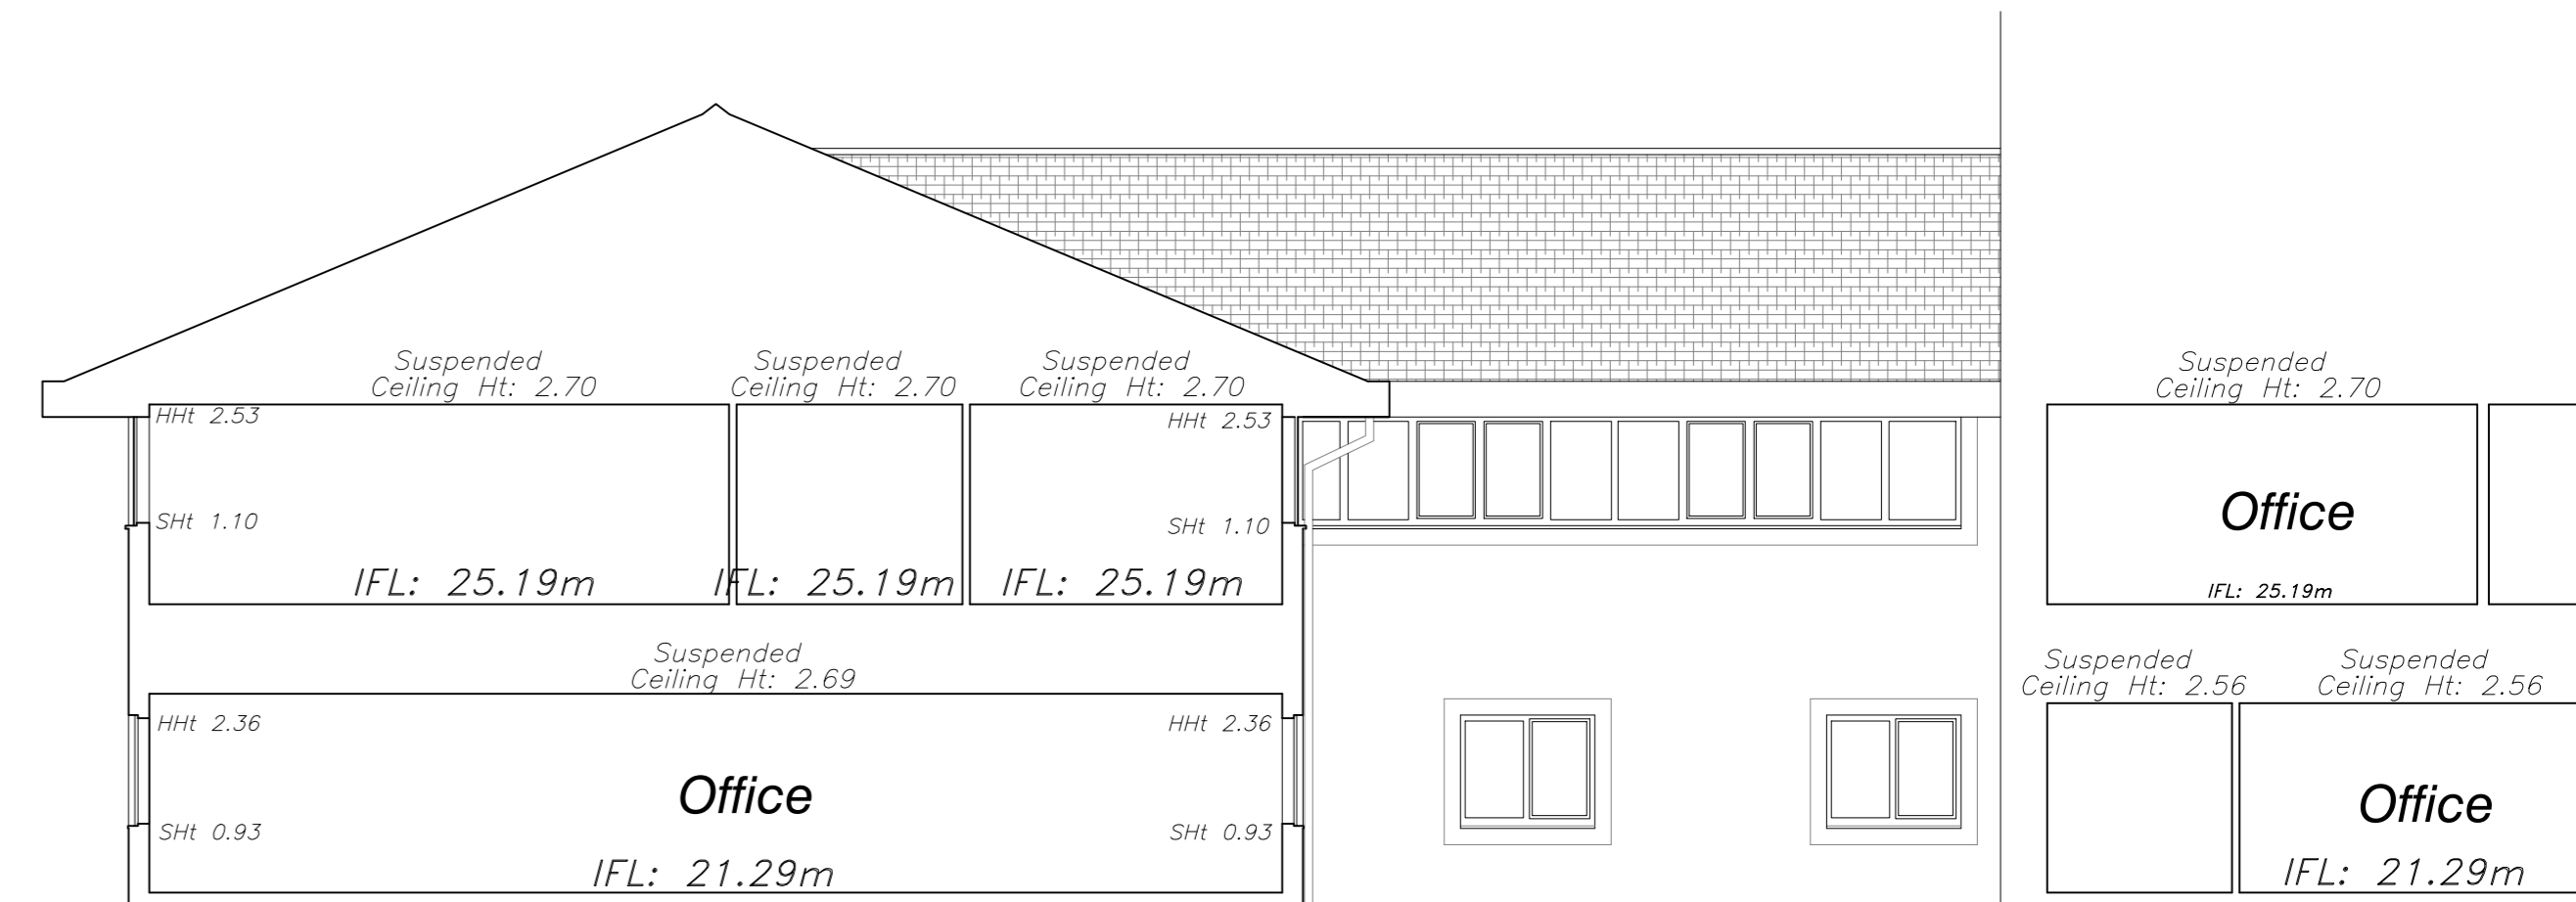 Suspended
Ceiling Ht: 2.70
Suspended
Ceiling Ht: 2.70
Suspended
Ceiling Ht: 2.70
Suspended
Ceiling Ht: 2.70
HHt 2.53
HHt 2.53
Office
SHt 1.10
SHt 1.10
IFL: 25.19m
IFL: 25.19m
IFL: 25.19m
IFL: 25.19m
Suspended
Ceiling Ht: 2.69
Suspended
Ceiling Ht: 2.56
Suspended
Ceiling Ht: 2.56
HHt 2.36
HHt 2.36
Office
Office
SHt 0.93
SHt 0.93
IFL: 21.29m
IFL: 21.29m